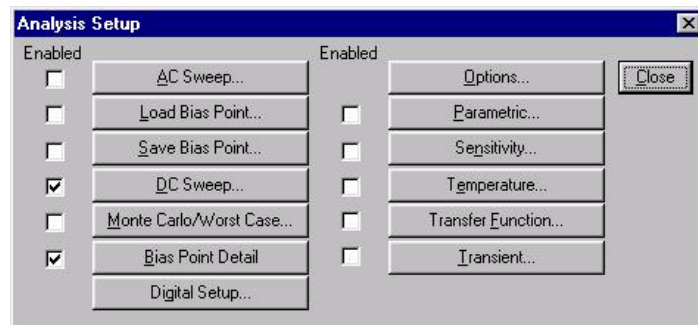 Analysis Setup
Enabled
Enabled
AC Sweep...
Options...
Close
Load Bias Point...
Parametric...
Save Bias Point...
Sensitivity...
DC Sweep...
Temperature...
Monte Carlo/Worst Case...
Transfer Function...
Bias Point Detail
Transient...
Digital Setup...